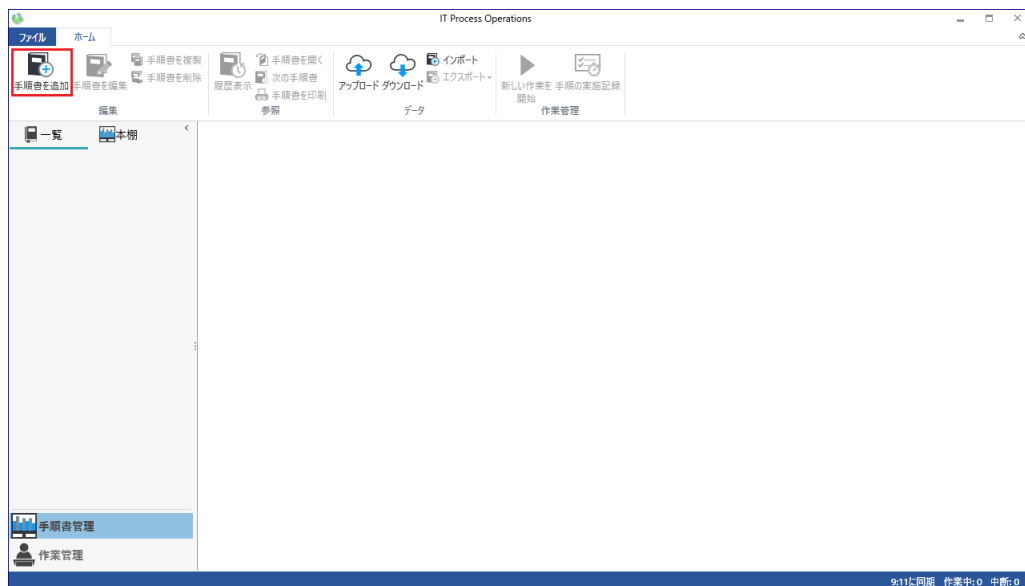 IT Process Operations
ファイル ホーム
手順書を追加
手順書を編集
手順書を複製
手順書を削除
編集
履歴表示
手順書を開く
次の手順書
手順書を印刷
参照
アップロード
ダウンロード
インポート
エクスポート
データ
新しい作業を
開始
手順の実施記録
作業管理
一覧 本棚
手順書管理
作業管理
9:11に同期 作業中: 0 中断: 0